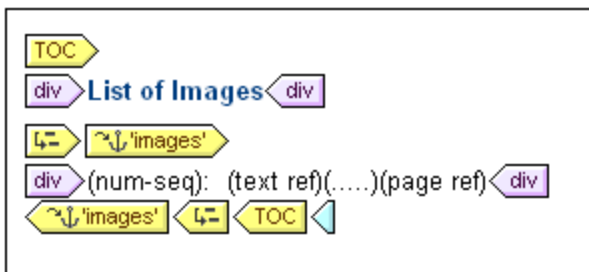 TOC
div List of Images div
'images'
div (num-seq): (text ref)(.....)(page ref) div
'images' TOC